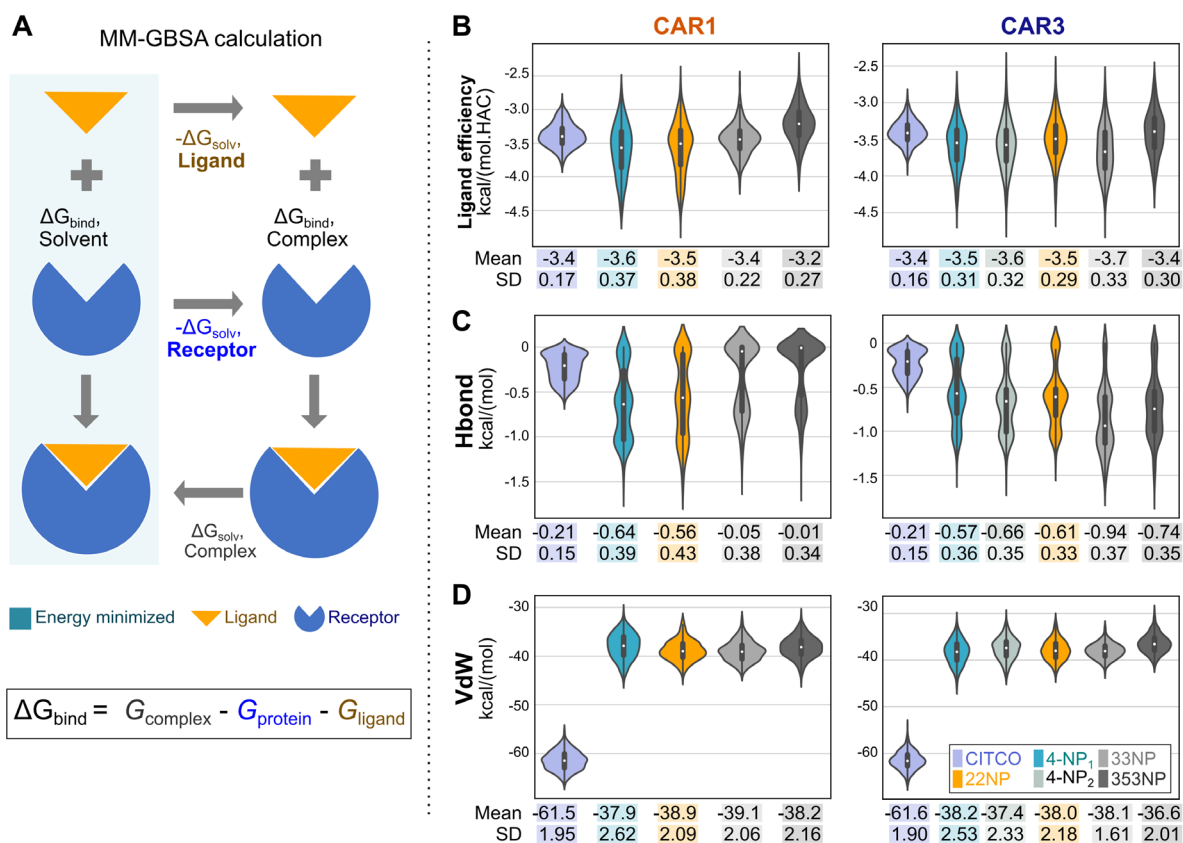 A
MM-GBSA calculation
-ΔGsolv,
Ligand
ΔGbind,
Solvent
ΔGbind,
Complex
-ΔGsolv,
Receptor
ΔGsolv,
Complex
Energy minimized
Ligand
Receptor
ΔGbind = Gcomplex - Gprotein - Gligand
B
CAR1
CAR3
Ligand efficiency
kcal/(mol.HAC)
-2.5
-3.0
-3.5
-4.0
-4.5
-2.5
-3.0
-3.5
-4.0
-4.5
Mean -3.4 -3.6 -3.5 -3.4 -3.2
SD 0.17 0.37 0.38 0.22 0.27
-3.4 -3.5 -3.6 -3.5 -3.7 -3.4
0.16 0.31 0.32 0.29 0.33 0.30
C
Hbond
kcal/(mol)
0
-0.5
-1.0
-1.5
0
-0.5
-1.0
-1.5
Mean -0.21 -0.64 -0.56 -0.05 -0.01
SD 0.15 0.39 0.43 0.38 0.34
-0.21 -0.57 -0.66 -0.61 -0.94 -0.74
0.15 0.36 0.35 0.33 0.37 0.35
D
VdW
kcal/(mol)
-30
-40
-50
-60
-30
-40
-50
-60
CITCO
4-NP1
33NP
22NP
4-NP2
353NP
Mean -61.5 -37.9 -38.9 -39.1 -38.2
SD 1.95 2.62 2.09 2.06 2.16
-61.6 -38.2 -37.4 -38.0 -38.1 -36.6
1.90 2.53 2.33 2.18 1.61 2.01